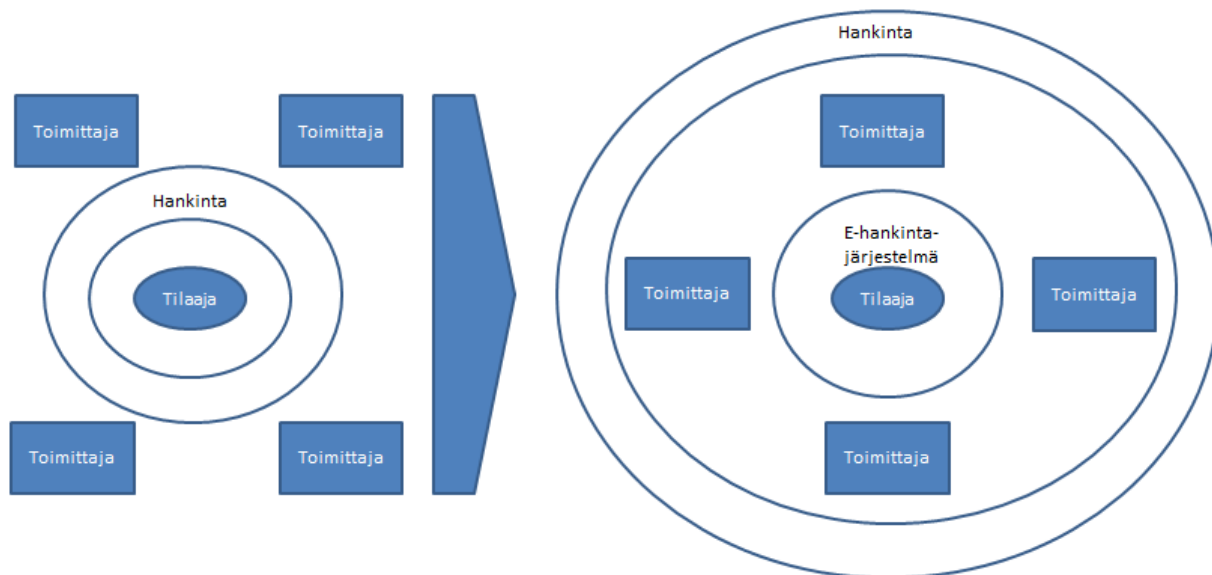 Toimittaja
Toimittaja
Hankinta
Tilaaja
Toimittaja
Toimittaja
Hankinta
Toimittaja
E-hankinta-
järjestelmä
Toimittaja
Tilaaja
Toimittaja
Toimittaja